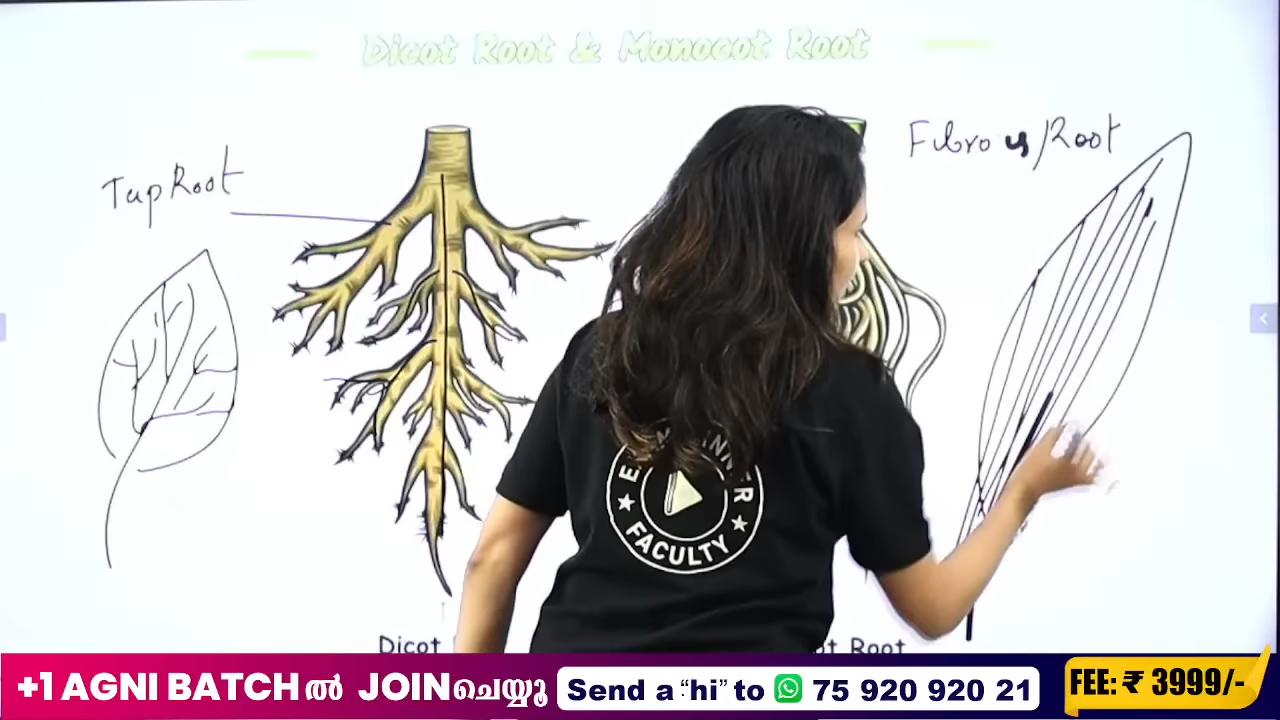 Dicot Root & Monocot Root
Fibrous/Root
Tap Root
FACULTY
Dicot
ot Root
+1 AGNI BATCH ൽ JOIN ചെയ്യൂ
Send a “hi” to 75 920 920 21
FEE: ₹ 3999/-